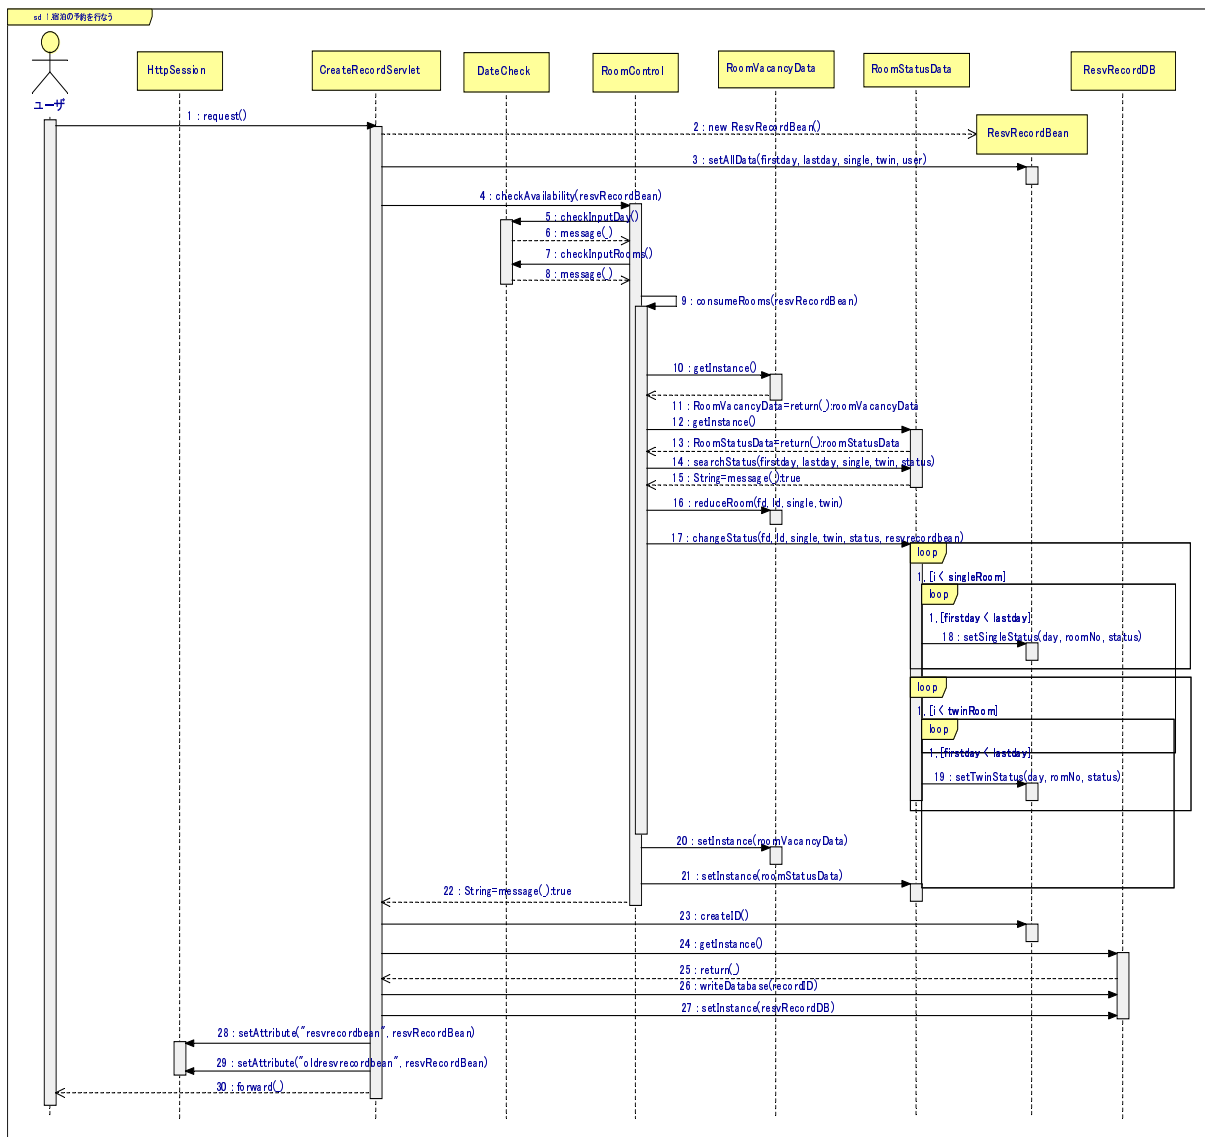 sd 1.宿泊の予約を行なう
ユーザ
HttpSession
CreateRecordServlet
DateCheck
RoomControl
RoomVacancyData
RoomStatusData
ResvRecordDB
1 : request()
2 : new ResvRecordBean()
ResvRecordBean
3 : setAllData(firstday, lastday, single, twin, user)
4 : checkAvailability(resvRecordBean)
5 : checkInputDay()
6 : message(_)
7 : checkInputRooms()
8 : message(_)
9 : consumeRooms(resvRecordBean)
10 : getInstance()
11 : RoomVacancyData=return(_):roomVacancyData
12 : getInstance()
13 : RoomStatusData=return(_):roomStatusData
14 : searchStatus(firstday, lastday, single, twin, status)
15 : String=message(_):true
16 : reduceRoom(fd, ld, single, twin)
17 : changeStatus(fd, ld, single, twin, status, resvrecordbean)
loop
1, [i < singleRoom]
loop
1, [firstday < lastday]
18 : setSingleStatus(day, roomNo, status)
loop
1, [i < twinRoom]
loop
1, [firstday < lastday]
19 : setTwinStatus(day, romNo, status)
20 : setInstance(roomVacancyData)
21 : setInstance(roomStatusData)
22 : String=message(_):true
23 : createID()
24 : getInstance()
25 : return(_)
26 : writeDatabase(recordID)
27 : setInstance(resvRecordDB)
28 : setAttribute("resvrecordbean", resvRecordBean)
29 : setAttribute("oldresvrecordbean", resvRecordBean)
30 : forward(_)